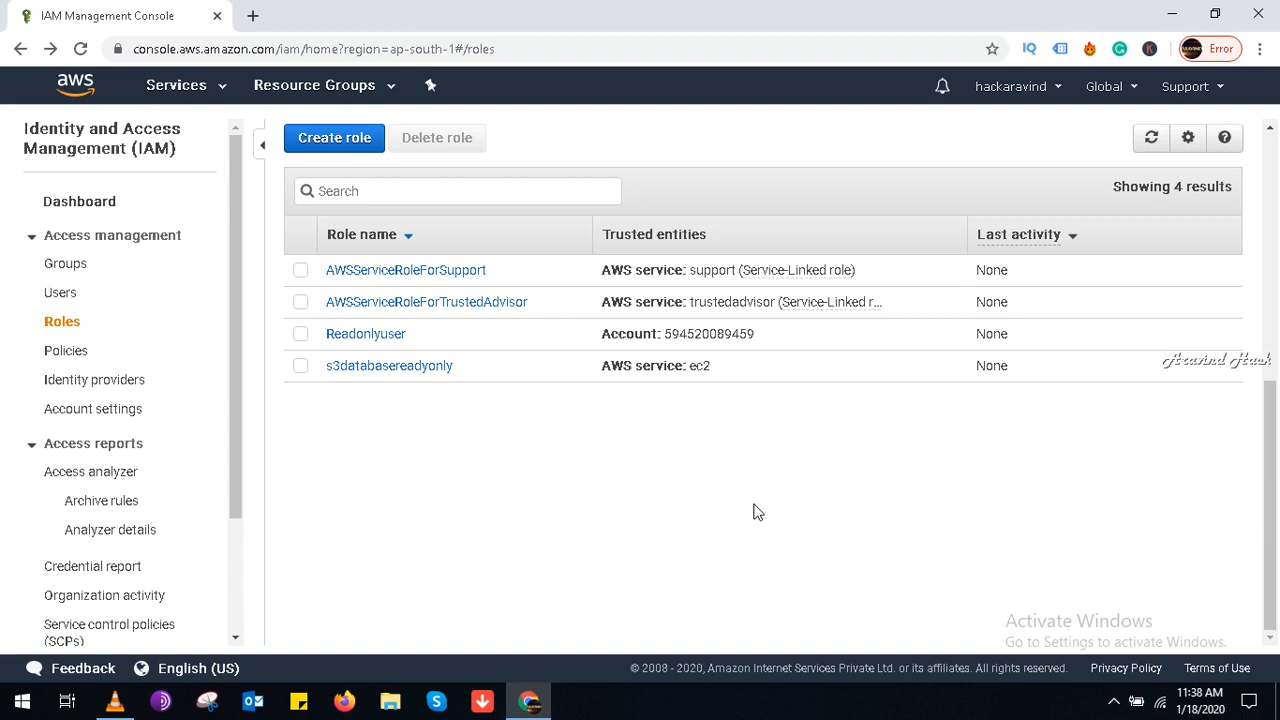 IAM Management Console
console.aws.amazon.com/iam/home?region=ap-south-1#/roles
IQ
K
Error
aws
Services
Resource Groups
hackaravind
Global
Support
Identity and Access
Management (IAM)
Dashboard
Access management
Groups
Users
Roles
Policies
Identity providers
Account settings
Access reports
Access analyzer
Archive rules
Analyzer details
Credential report
Organization activity
Service control policies
(SCPs)
Create role
Delete role
Search
Showing 4 results
Role name
Trusted entities
Last activity
AWSServiceRoleForSupport
AWS service: support (Service-Linked role)
None
AWSServiceRoleForTrustedAdvisor
AWS service: trustedadvisor (Service-Linked r...
None
Readonlyuser
Account: 594520089459
None
s3databasereadyonly
AWS service: ec2
None
Aravind Hack
Activate Windows
Go to Settings to activate Windows.
Feedback
English (US)
© 2008 - 2020, Amazon Internet Services Private Ltd. or its affiliates. All rights reserved.
Privacy Policy
Terms of Use
11:38 AM
1/18/2020